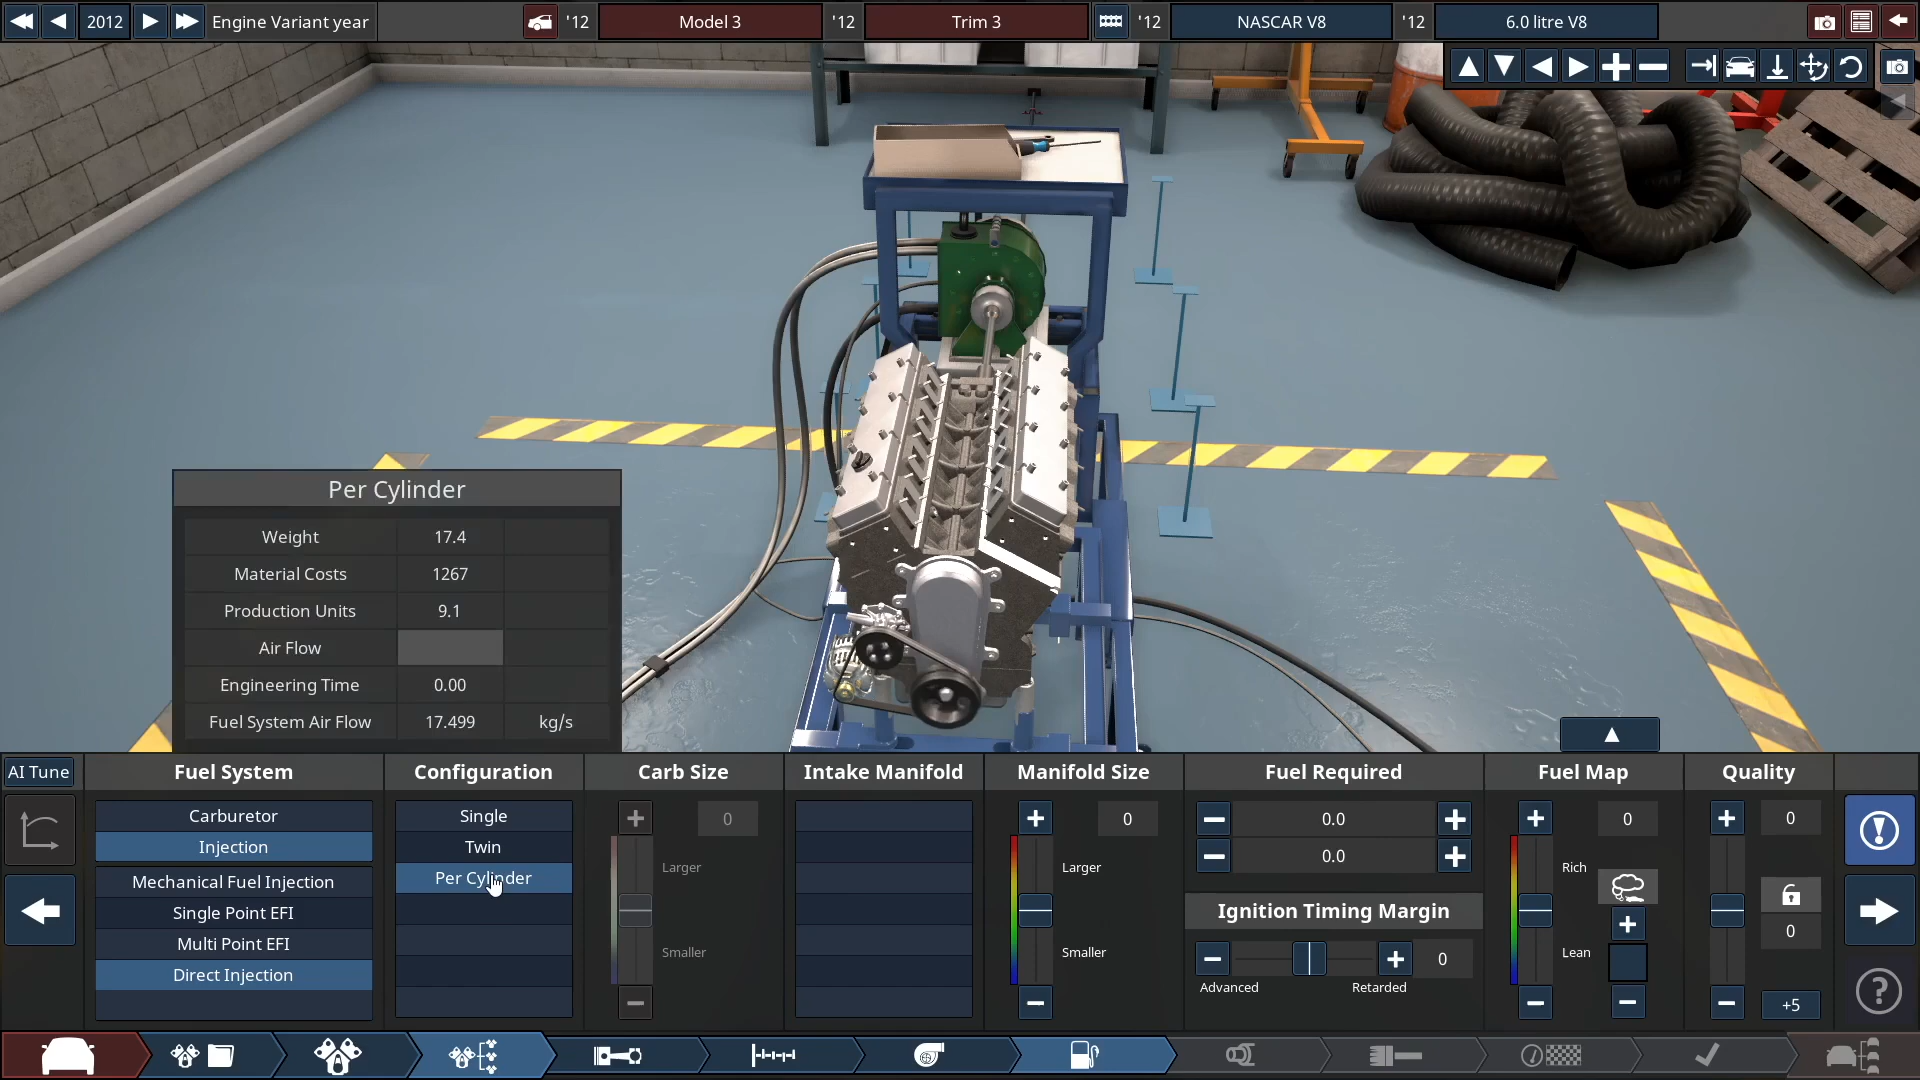 2012 Engine Variant year '12 Model 3 '12 Trim 3 '12 NASCAR V8 '12 6.0 litre V8
Per Cylinder
Weight 17.4
Material Costs 1267
Production Units 9.1
Air Flow
Engineering Time 0.00
Fuel System Air Flow 17.499 kg/s
AI Tune Fuel System Configuration Carb Size Intake Manifold Manifold Size Fuel Required Fuel Map Quality
Carburetor
Injection
Mechanical Fuel Injection
Single Point EFI
Multi Point EFI
Direct Injection
Single
Twin
Per Cylinder
0
Larger
Smaller
0
Larger
Smaller
0.0
0.0
Ignition Timing Margin
0
Advanced Retarded
0
Rich
Lean
0
0
+5